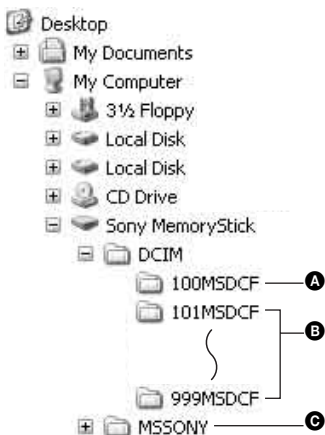 Desktop
My Documents
My Computer
3½ Floppy
Local Disk
Local Disk
CD Drive
Sony MemoryStick
DCIM
100MSDCF A
101MSDCF
B
999MSDCF
MSSONY C